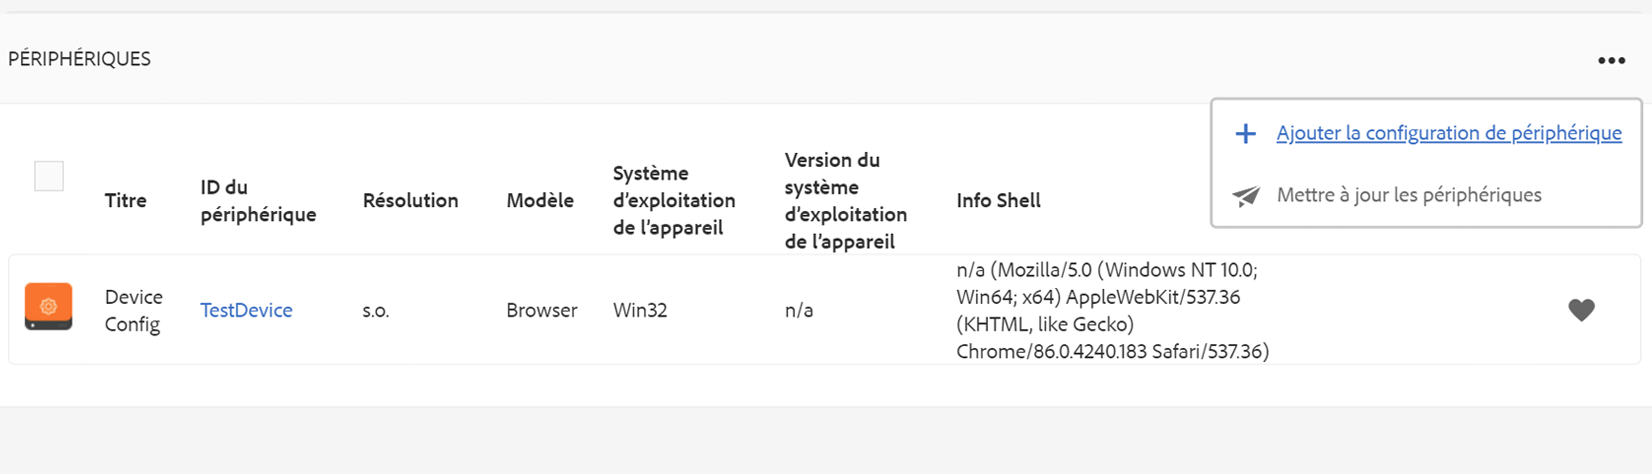 PÉRIPHÉRIQUES
Ajouter la configuration de périphérique
Mettre à jour les périphériques
Titre
ID du
périphérique
Résolution
Modèle
Système
d’exploitation
de l’appareil
Version du
système
d’exploitation
de l’appareil
Info Shell
Device
Config
TestDevice
s.o.
Browser
Win32
n/a
n/a (Mozilla/5.0 (Windows NT 10.0;
Win64; x64) AppleWebKit/537.36
(KHTML, like Gecko)
Chrome/86.0.4240.183 Safari/537.36)